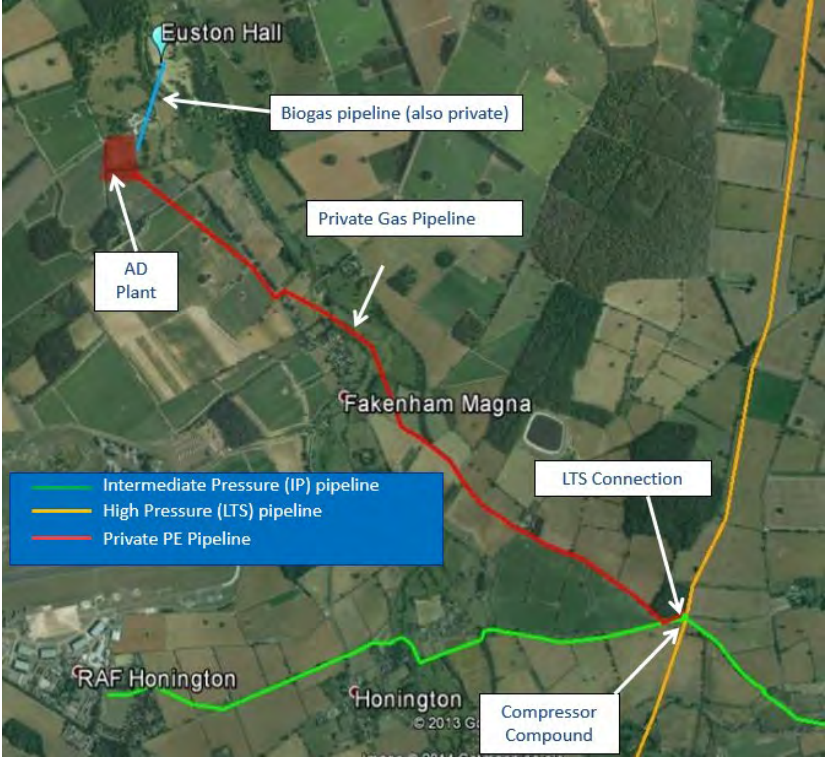 Euston Hall
Biogas pipeline (also private)
Private Gas Pipeline
AD
Plant
Fakenham Magna
LTS Connection
Intermediate Pressure (IP) pipeline
High Pressure (LTS) pipeline
Private PE Pipeline
RAF Honington
Honington
© 2013 G
Compressor
Compound